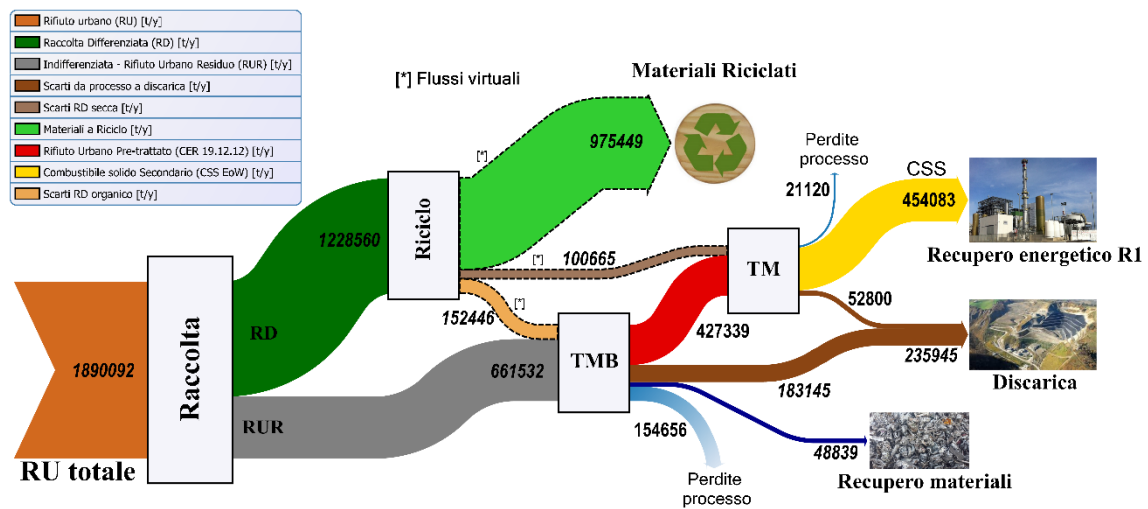 Rifiuto urbano (RU) [t/y]
Raccolta Differenziata (RD) [t/y]
Indifferenziata - Rifiuto Urbano Residuo (RUR) [t/y]
Scarti da processo a discarica [t/y]
Scarti RD secca [t/y]
Materiali a Riciclo [t/y]
Rifiuto Urbano Pre-trattato (CER 19.12.12) [t/y]
Combustibile solido Secondario (CSS EoW) [t/y]
Scarti RD organico [t/y]
[*] Flussi virtuali
Materiali Riciclati
[*]
975449
Perdite
processo
21120
CSS
454083
Recupero energetico R1
1228560
Riciclo
[*]
100665
TM
[*]
152446
52800
427339
235945
Discarica
1890092
Raccolta
RD
661532
TMB
183145
RUR
154656
48839
RU totale
Perdite
processo
Recupero materiali